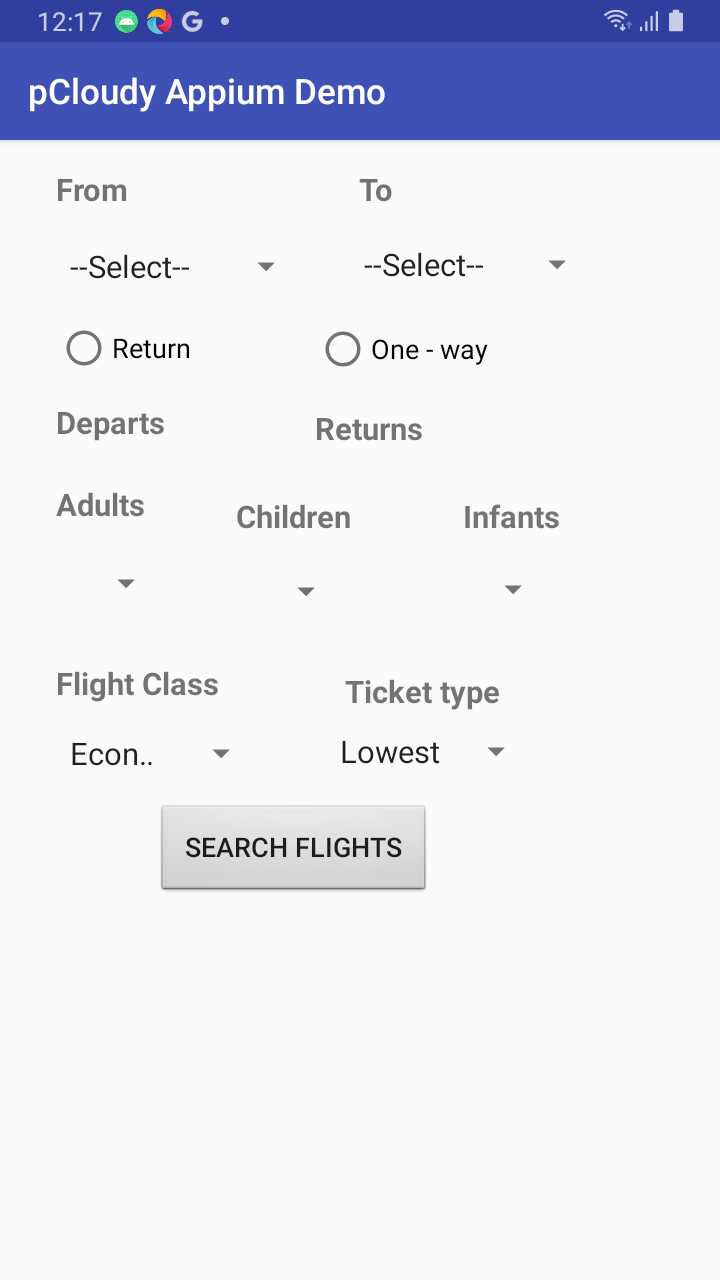 12:17
pCloudy Appium Demo
From To
--Select-- --Select--
Return One - way
Departs Returns
Adults Children Infants
Flight Class Ticket type
Econ.. Lowest
SEARCH FLIGHTS